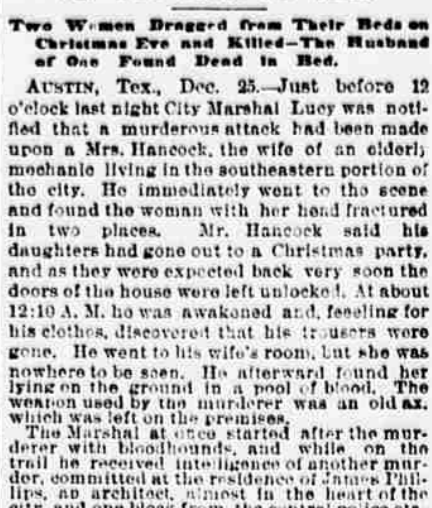 Two Women Dragged from Their Beds on
Christmas Eve and Killed—The Husband
of One Found Dead in Bed.
AUSTIN, Tex., Dec. 25.—Just before 12
o'clock last night City Marshal Lucy was noti-
fied that a murderous attack had been made
upon a Mrs. Hancock, the wife of an elderly
mechanic living in the southeastern portion of
the city. He immediately went to the scene
and found the woman with her head fractured
in two places. Mr. Hancock said his
daughters had gone out to a Christmas party,
and as they were expected back very soon the
doors of the house were left unlocked. At about
12:10 A. M. he was awakened and, feeeling for
his clothes, discovered that his trousers were
gone. He went to his wife's room, but she was
nowhere to be seen. He afterward found her
lying on the ground in a pool of blood. The
weapon used by the murderer was an old ax,
which was left on the premises.
The Marshal at once started after the mur-
derer with bloodhounds, and while on the
trail he received intelligence of another mur-
der, committed at the residence of James Phil-
lips, an architect, almost in the heart of the
city and one block from the central police sta-